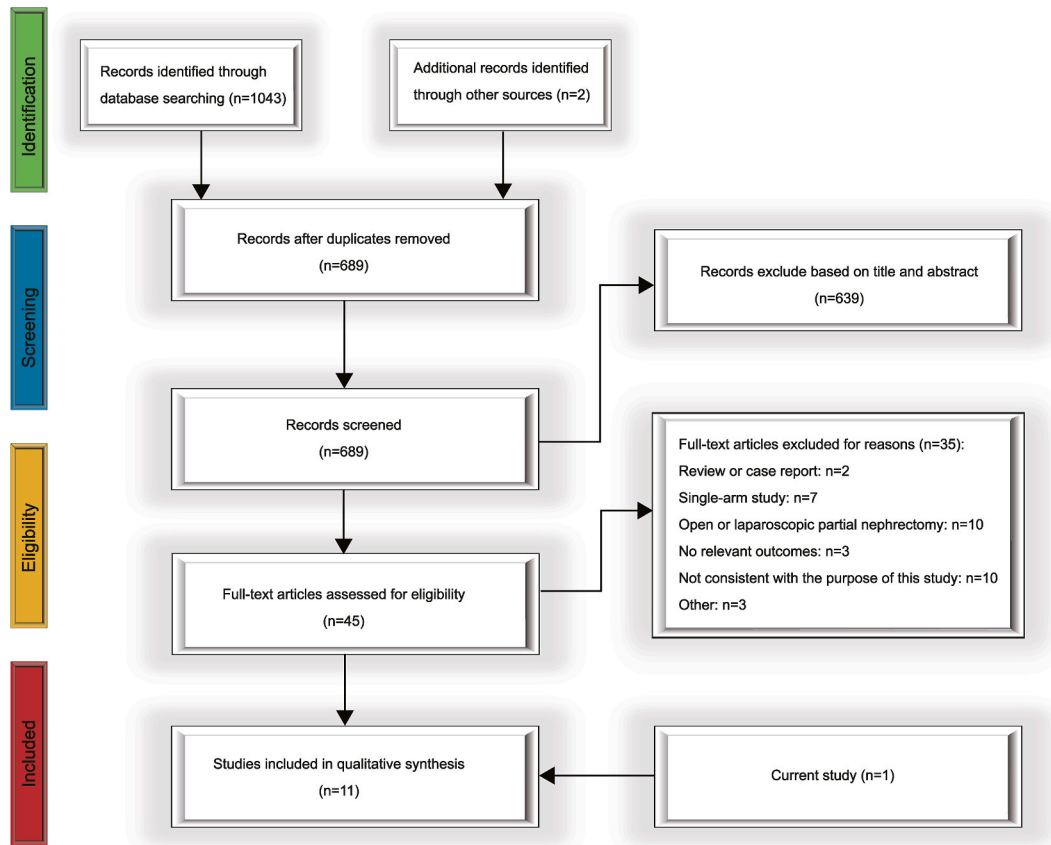 Identification
Records identified through
database searching (n=1043)
Additional records identified
through other sources (n=2)
Records after duplicates removed
(n=689)
Screening
Records exclude based on title and abstract
(n=639)
Records screened
(n=689)
Eligibility
Full-text articles excluded for reasons (n=35):
Review or case report: n=2
Single-arm study: n=7
Open or laparoscopic partial nephrectomy: n=10
No relevant outcomes: n=3
Not consistent with the purpose of this study: n=10
Other: n=3
Full-text articles assessed for eligibility
(n=45)
Included
Studies included in qualitative synthesis
(n=11)
Current study (n=1)